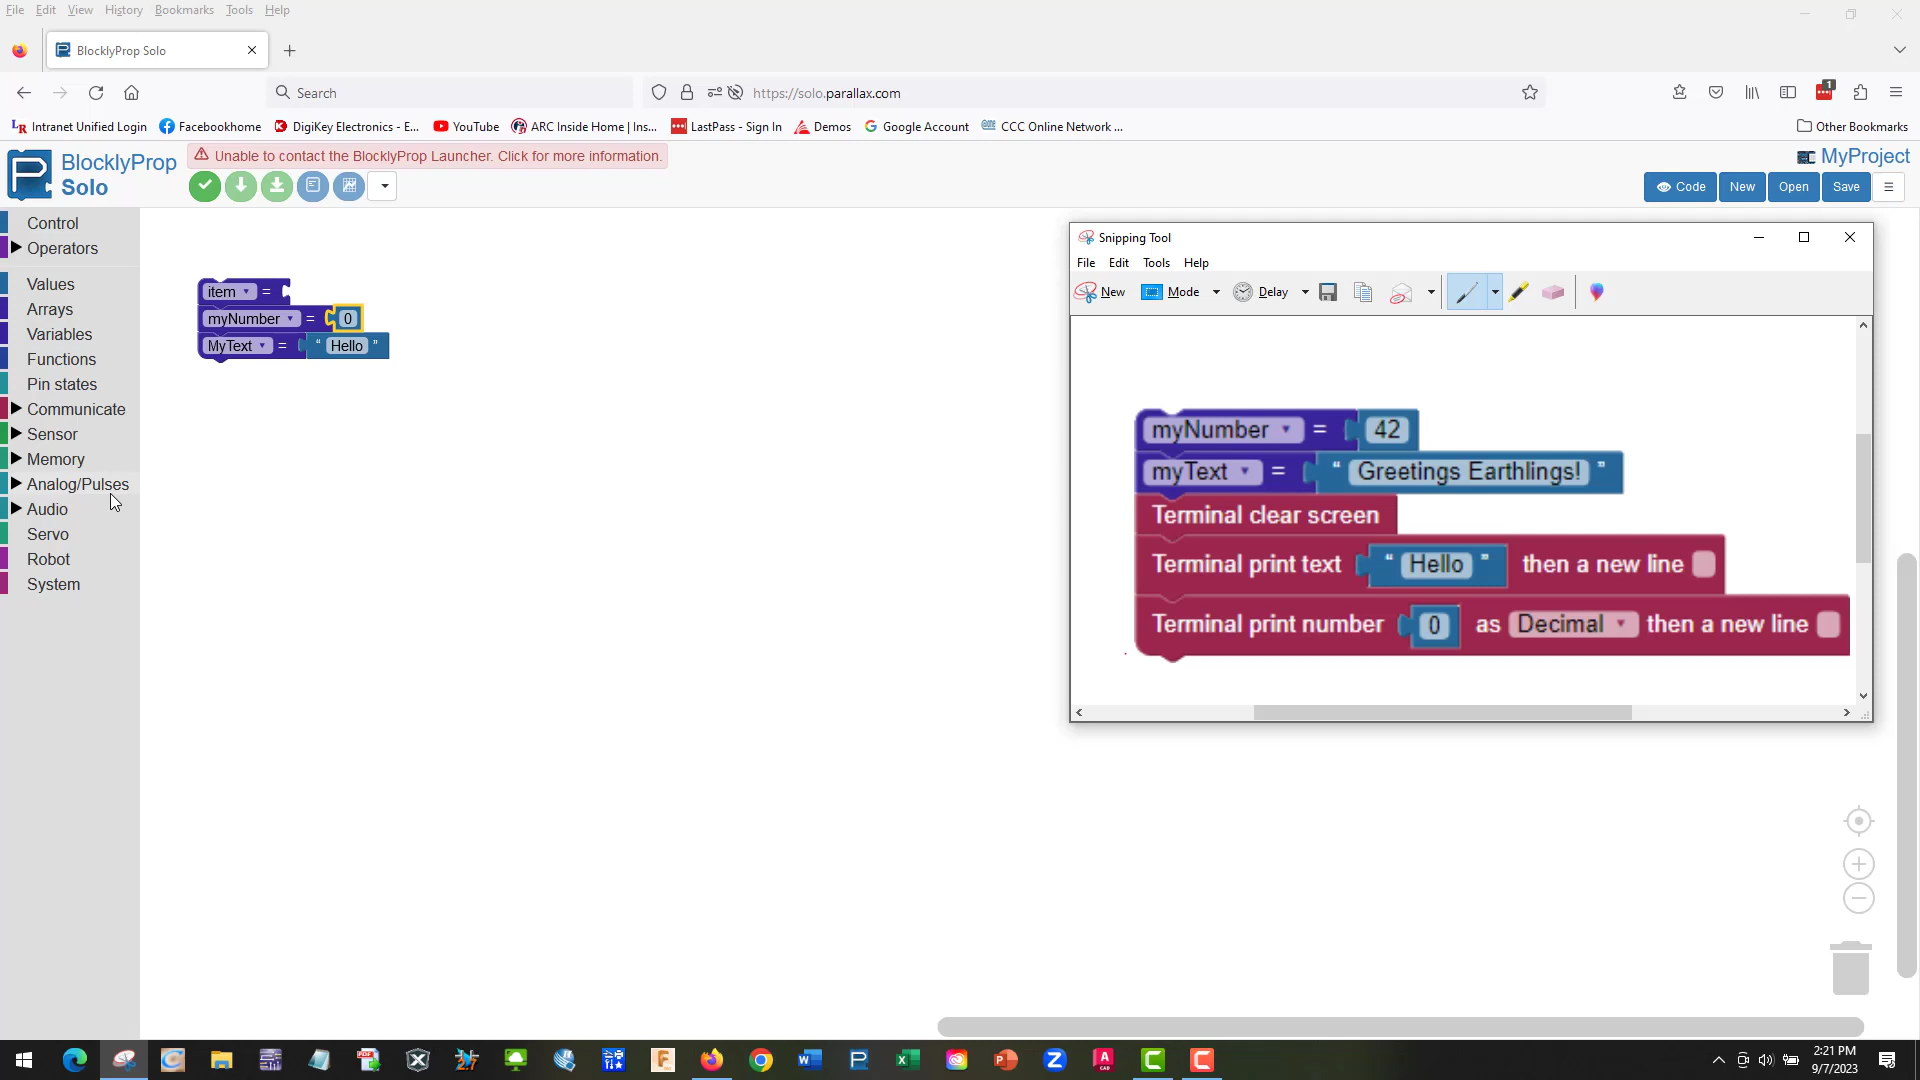 File Edit View History Bookmarks Tools Help
BlocklyProp Solo
Search
https://solo.parallax.com
1
Intranet Unified Login Facebookhome DigiKey Electronics - E... YouTube ARC Inside Home | Ins... LastPass - Sign In Demos Google Account CCC Online Network ... Other Bookmarks
BlocklyProp
Solo
Unable to contact the BlocklyProp Launcher. Click for more information.
MyProject
Code New Open Save
Control
Operators
Values
Arrays
Variables
Functions
Pin states
Communicate
Sensor
Memory
Analog/Pulses
Audio
Servo
Robot
System
item =
myNumber = 0
MyText = “ Hello ”
Snipping Tool
File Edit Tools Help
New Mode Delay
myNumber = 42
myText = “ Greetings Earthlings! ”
Terminal clear screen
Terminal print text “ Hello ” then a new line
Terminal print number 0 as Decimal then a new line
2:21 PM
9/7/2023